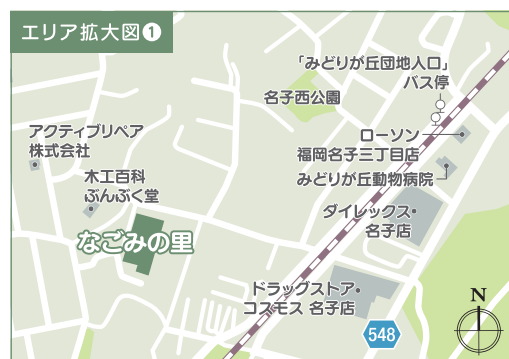 エリア拡大図❶
「みどりが丘団地入口」
バス停
名子西公園
アクティブリペア
株式会社
ローソン
福岡名子三丁目店
木工百科
ぶんぶく堂
みどりが丘動物病院
ダイレックス
名子店
なごみの里
ドラッグストア
コスモス 名子店
548
N